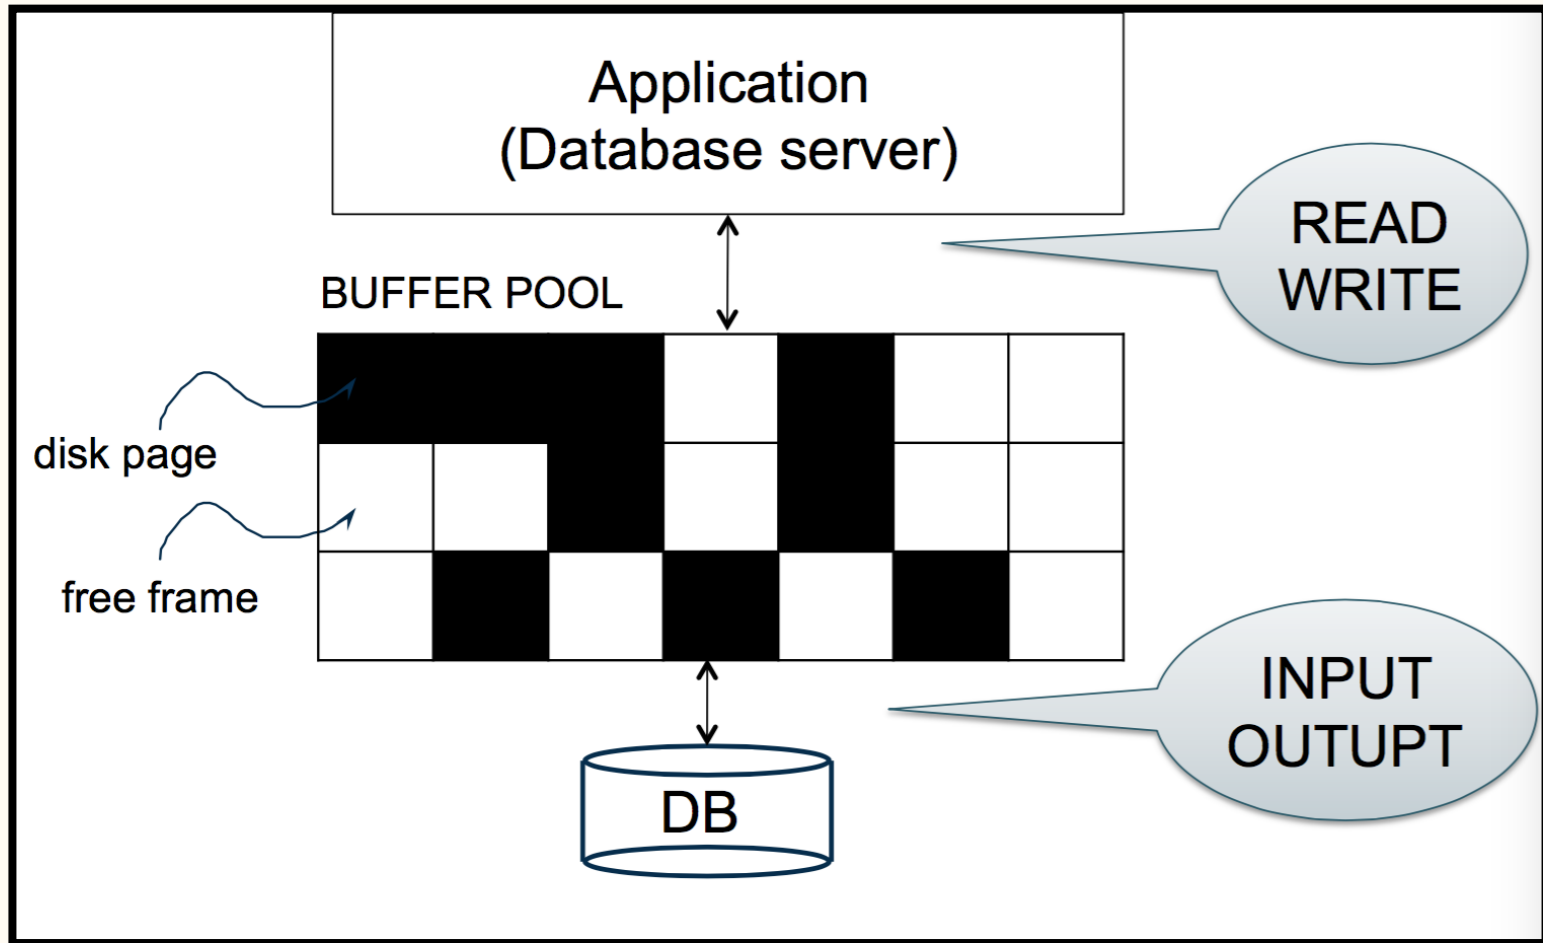 Application
(Database server)
READ
WRITE
BUFFER POOL
disk page
free frame
INPUT
OUTUPT
DB